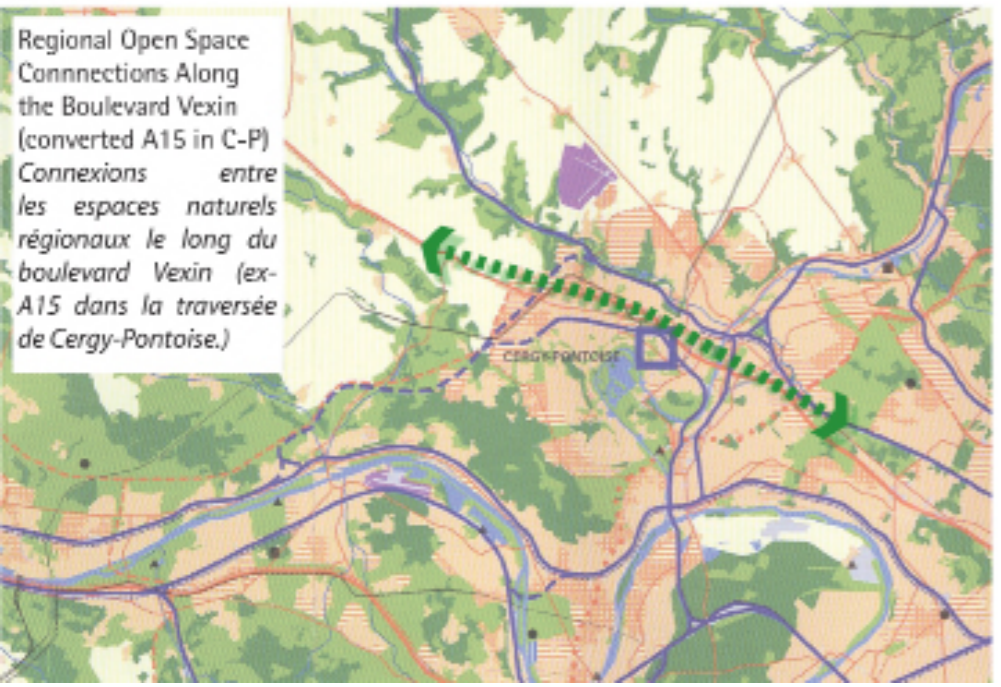 Regional Open Space
Connnections Along
the Boulevard Vexin
(converted A15 in C-P)
Connexions entre
les espaces naturels
régionaux le long du
boulevard Vexin (ex-
A15 dans la traversée
de Cergy-Pontoise.)
CERGY-PONTOISE